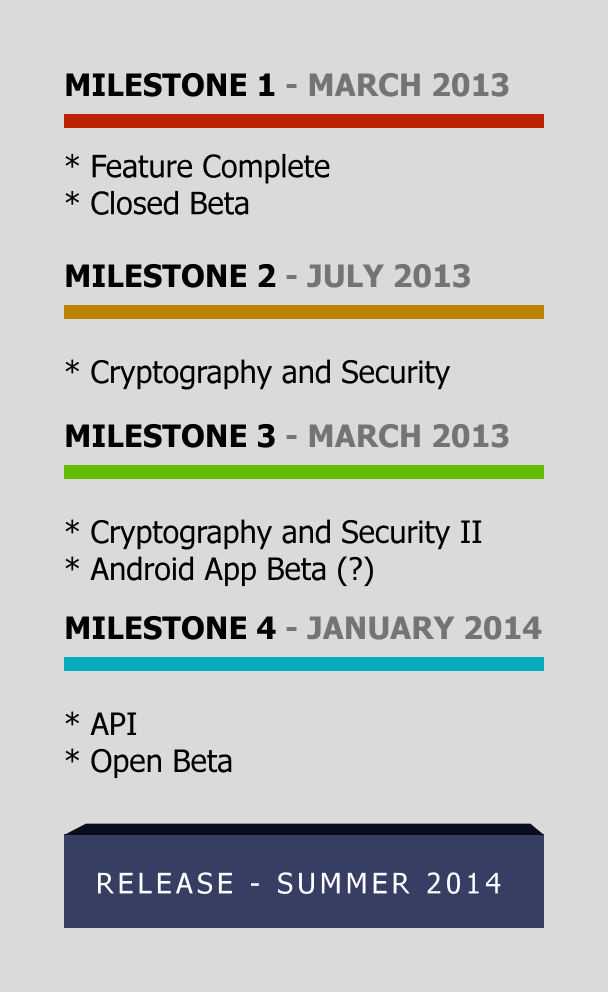 MILESTONE 1 - MARCH 2013
* Feature Complete
* Closed Beta
MILESTONE 2 - JULY 2013
* Cryptography and Security
MILESTONE 3 - MARCH 2013
* Cryptography and Security II
* Android App Beta (?)
MILESTONE 4 - JANUARY 2014
* API
* Open Beta
RELEASE - SUMMER 2014